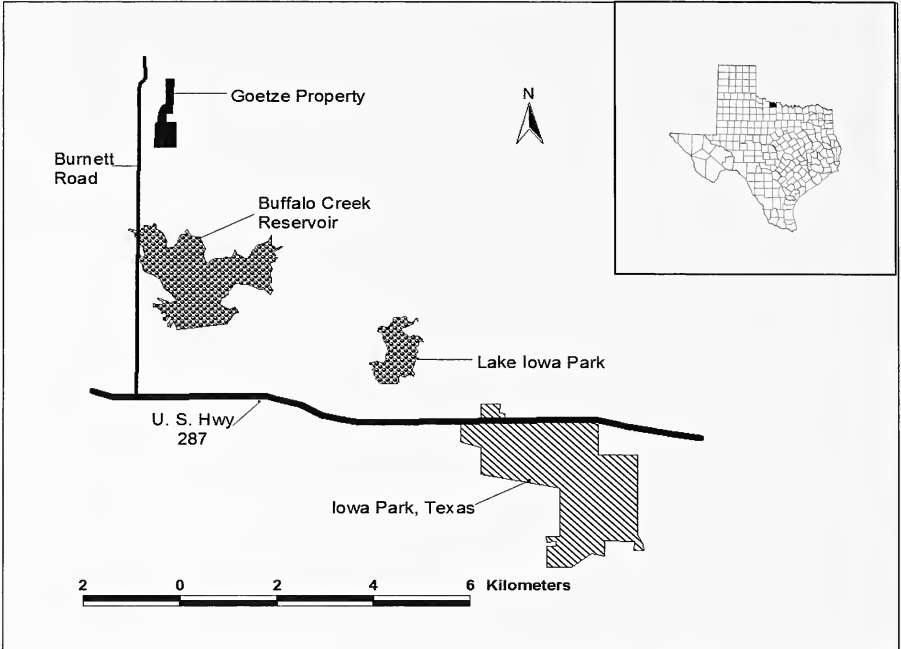 Goetze Property
N
Burnett
Road
Buffalo Creek
Reservoir
Lake Iowa Park
U. S. Hwy
287
Iowa Park, Texas
2 0 2 4 6 Kilometers